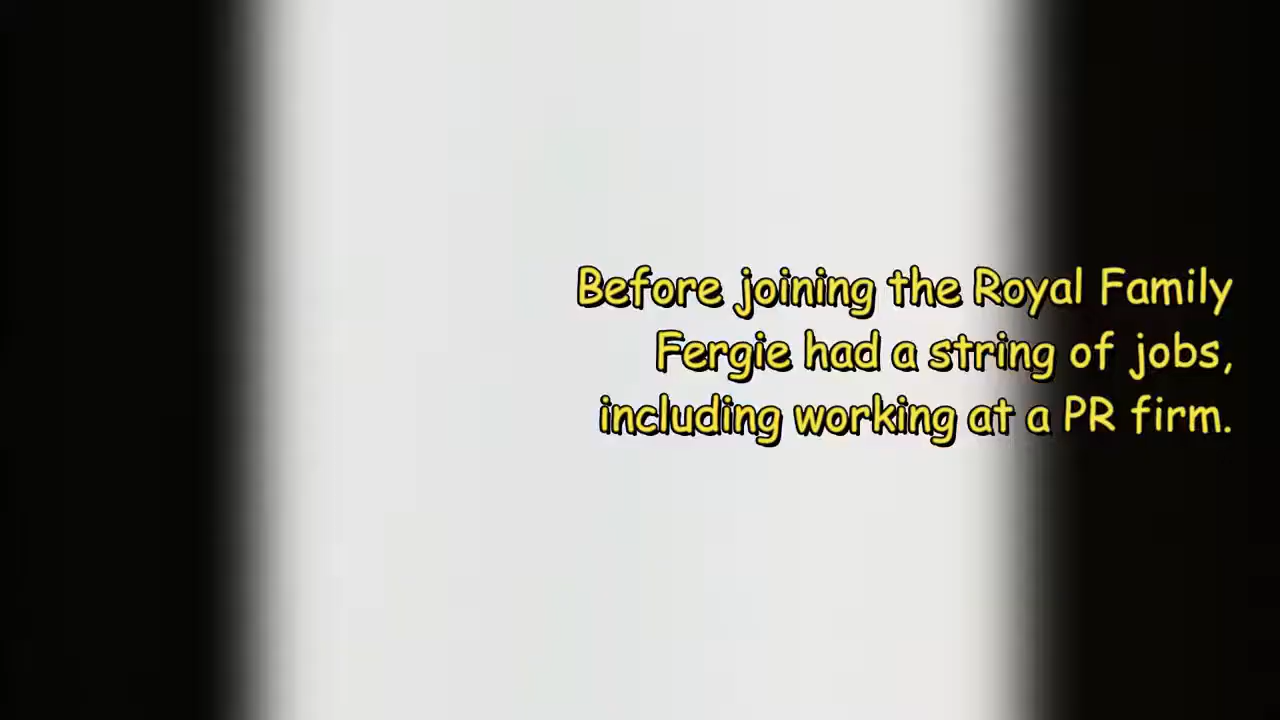 Before joining the Royal Family
Fergie had a string of jobs,
including working at a PR firm.